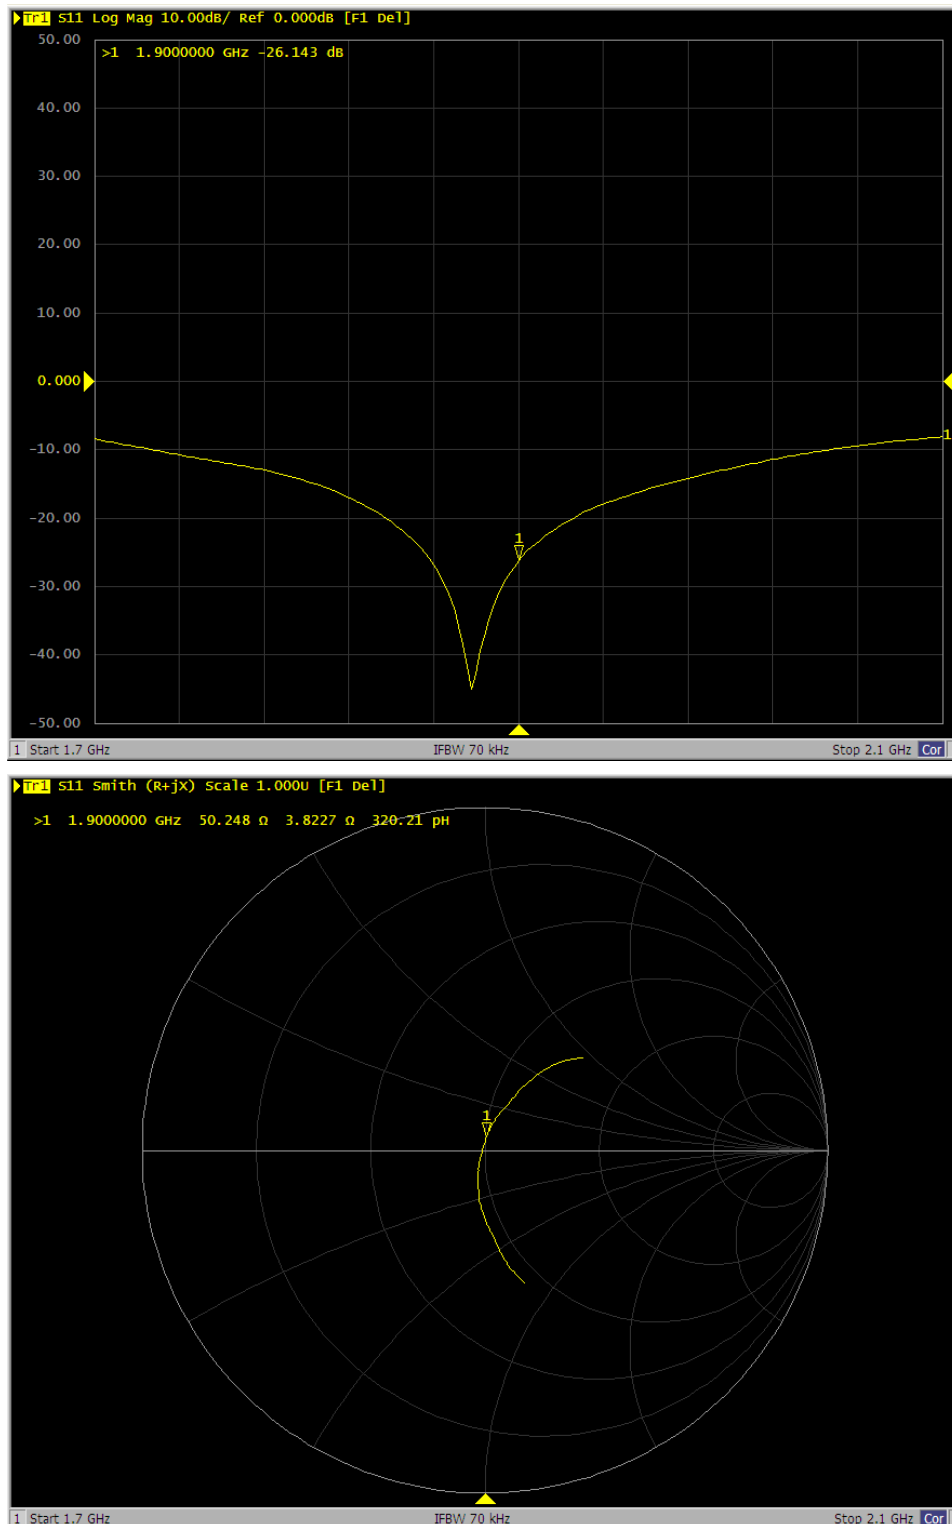 Tr1 S11 Log Mag 10.00dB/ Ref 0.000dB [F1 Del]
50.00
>1 1.9000000 GHz -26.143 dB
40.00
30.00
20.00
10.00
0.000
-10.00
1
-20.00
1
-30.00
-40.00
-50.00
1 Start 1.7 GHz IFBW 70 kHz Stop 2.1 GHz Cor
Tr1 S11 Smith (R+jX) Scale 1.000U [F1 Del]
>1 1.9000000 GHz 50.248 Ω 3.8227 Ω 320.21 pH
1
1 Start 1.7 GHz IFBW 70 kHz Stop 2.1 GHz Cor